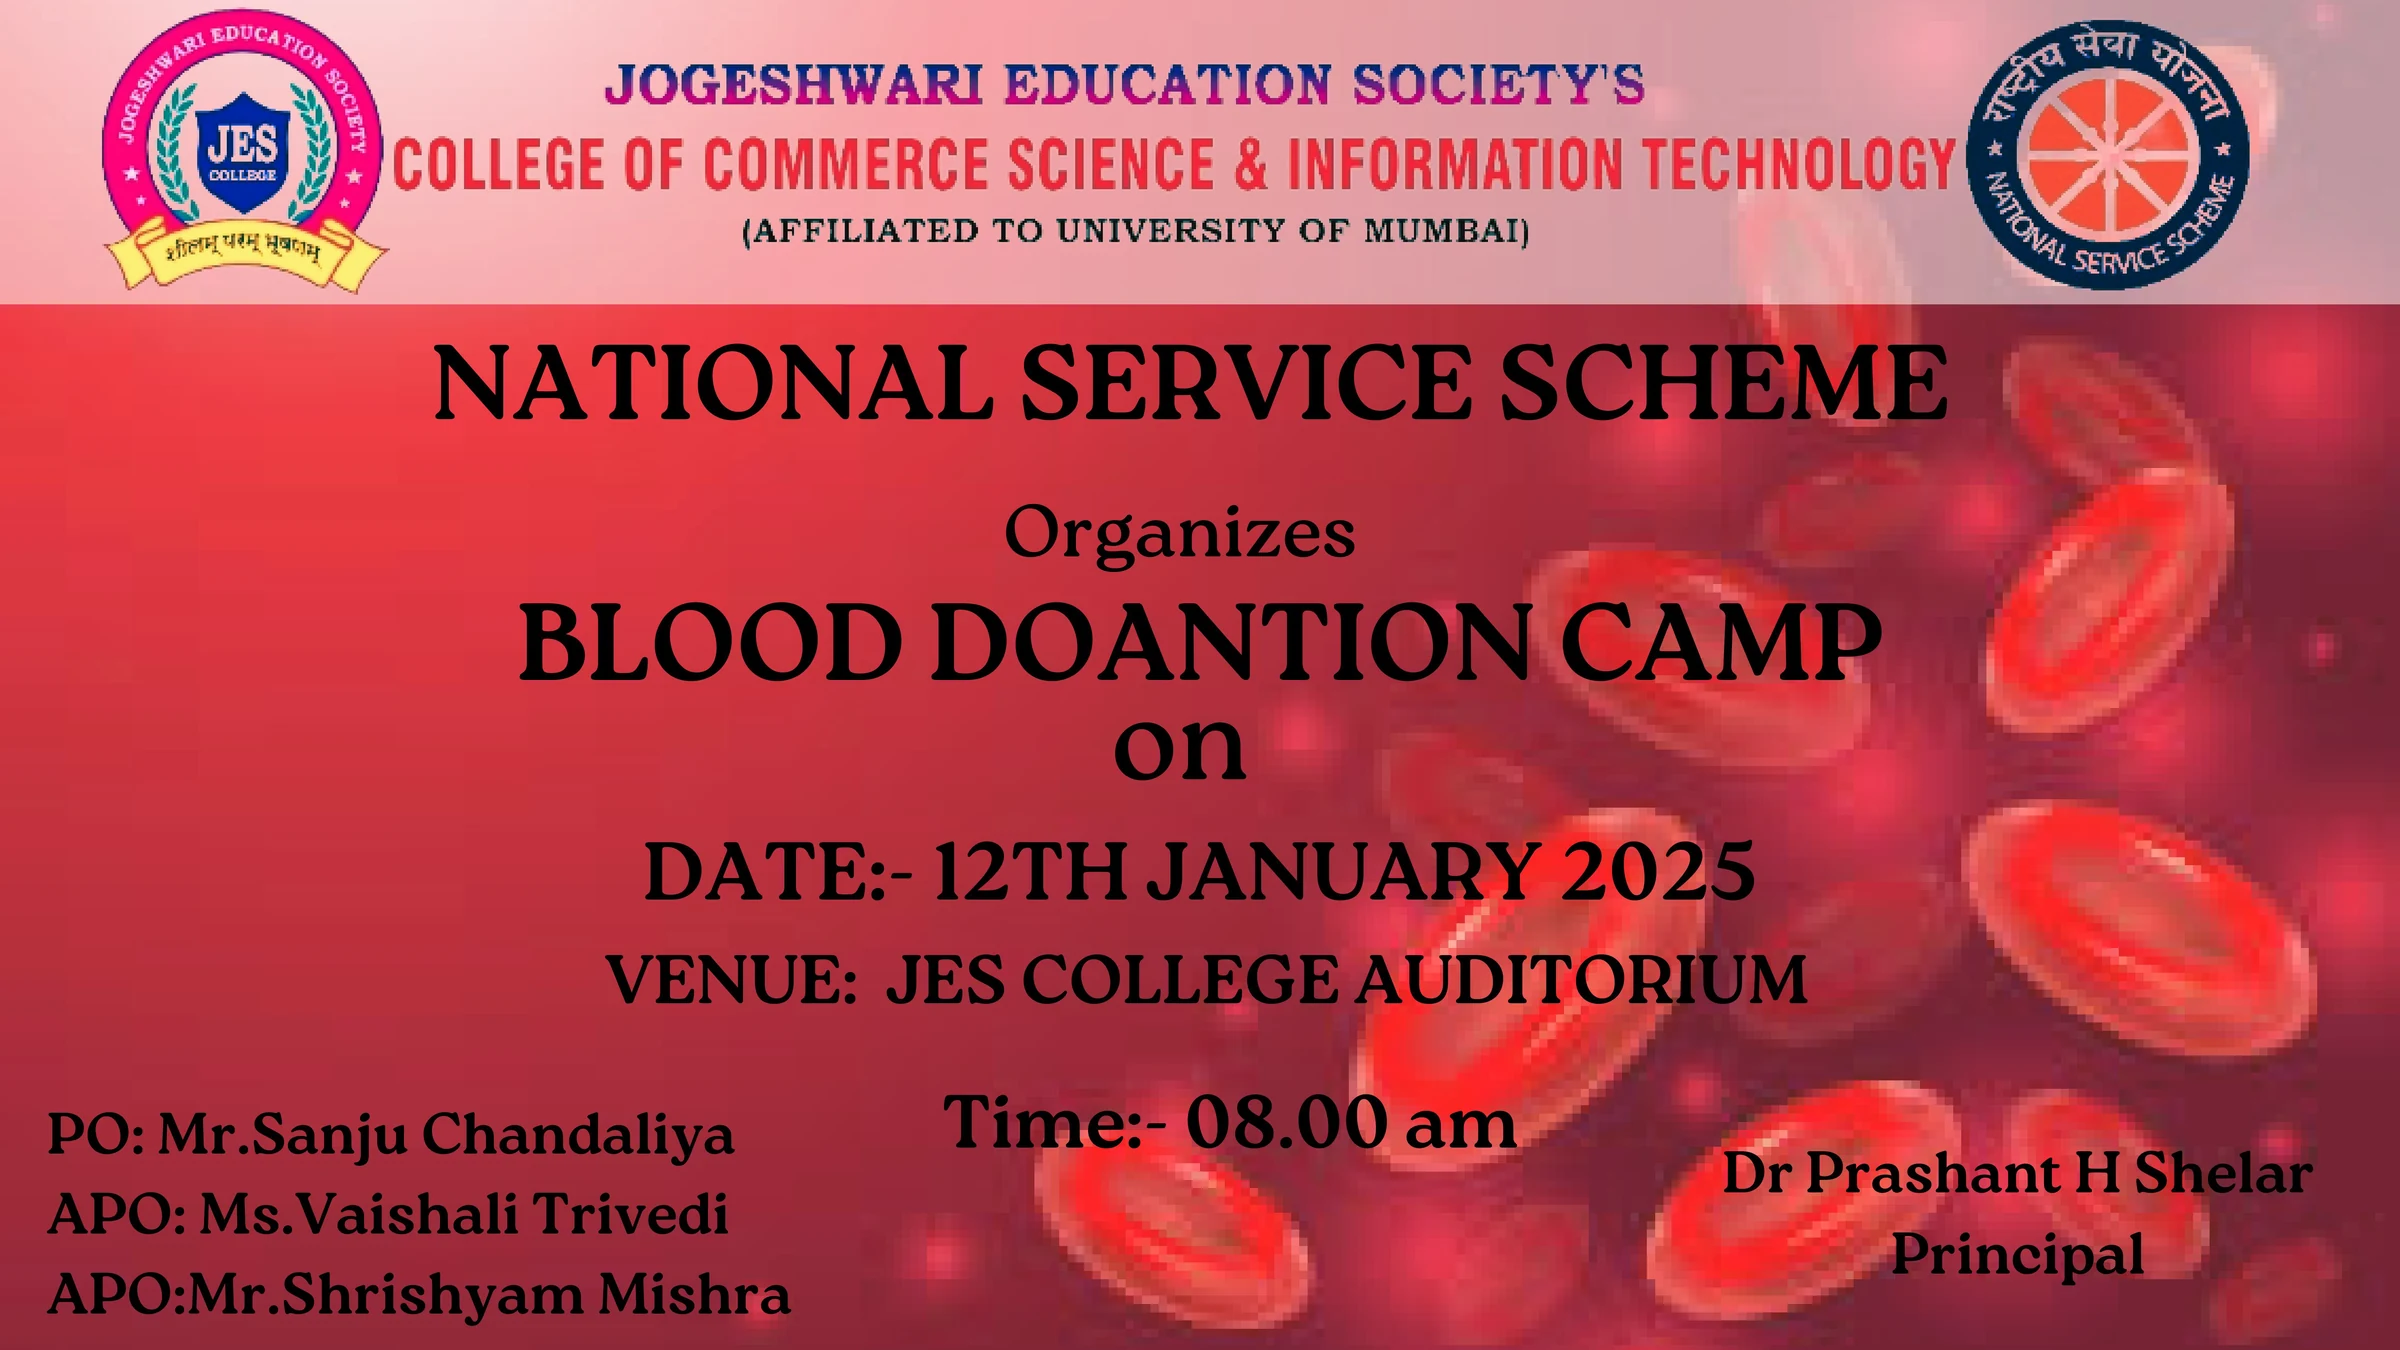 JOGESHWARI EDUCATION SOCIETY
JES
COLLEGE
शीलम् परम् भूषणम्
JOGESHWARI EDUCATION SOCIETY'S
COLLEGE OF COMMERCE SCIENCE & INFORMATION TECHNOLOGY
(AFFILIATED TO UNIVERSITY OF MUMBAI)
राष्ट्रीय सेवा योजना
NATIONAL SERVICE SCHEME
NATIONAL SERVICE SCHEME
Organizes
BLOOD DOANTION CAMP
on
DATE:- 12TH JANUARY 2025
VENUE: JES COLLEGE AUDITORIUM
Time:- 08.00 am
PO: Mr.Sanju Chandaliya
APO: Ms.Vaishali Trivedi
APO:Mr.Shrishyam Mishra
Dr Prashant H Shelar
Principal